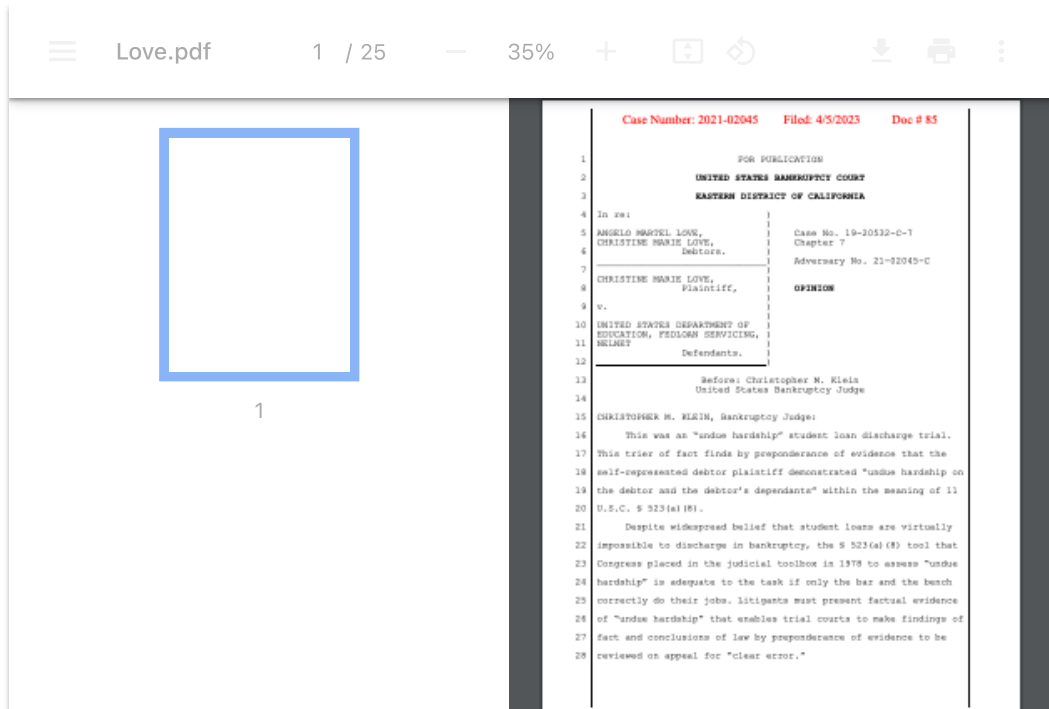 Love.pdf 1 / 25 35%
1
Case Number: 2021-02045 Filed: 4/5/2023 Doc # 85
1 FOR PUBLICATION
2 UNITED STATES BANKRUPTCY COURT
3 EASTERN DISTRICT OF CALIFORNIA
4 In re:
5 ANGELO MARTEL LOVE, Case No. 19-20532-C-7
CHRISTINE MARIE LOVE, Chapter 7
6 Debtors.
Adversary No. 21-02045-C
7
CHRISTINE MARIE LOVE,
8 Plaintiff, OPINION
9 v.
10 UNITED STATES DEPARTMENT OF
EDUCATION, FEDLOAN SERVICING,
11 NELNET
Defendants.
12
13 Before: Christopher M. Klein
United States Bankruptcy Judge
14
15 CHRISTOPHER M. KLEIN, Bankruptcy Judge:
16 This was an "undue hardship" student loan discharge trial.
17 This trier of fact finds by preponderance of evidence that the
18 self-represented debtor plaintiff demonstrated "undue hardship on
19 the debtor and the debtor's dependants" within the meaning of 11
20 U.S.C. § 523(a)(8).
21 Despite widespread belief that student loans are virtually
22 impossible to discharge in bankruptcy, the § 523(a)(8) tool that
23 Congress placed in the judicial toolbox in 1978 to assess "undue
24 hardship" is adequate to the task if only the bar and the bench
25 correctly do their jobs. Litigants must present factual evidence
26 of "undue hardship" that enables trial courts to make findings of
27 fact and conclusions of law by preponderance of evidence to be
28 reviewed on appeal for "clear error."